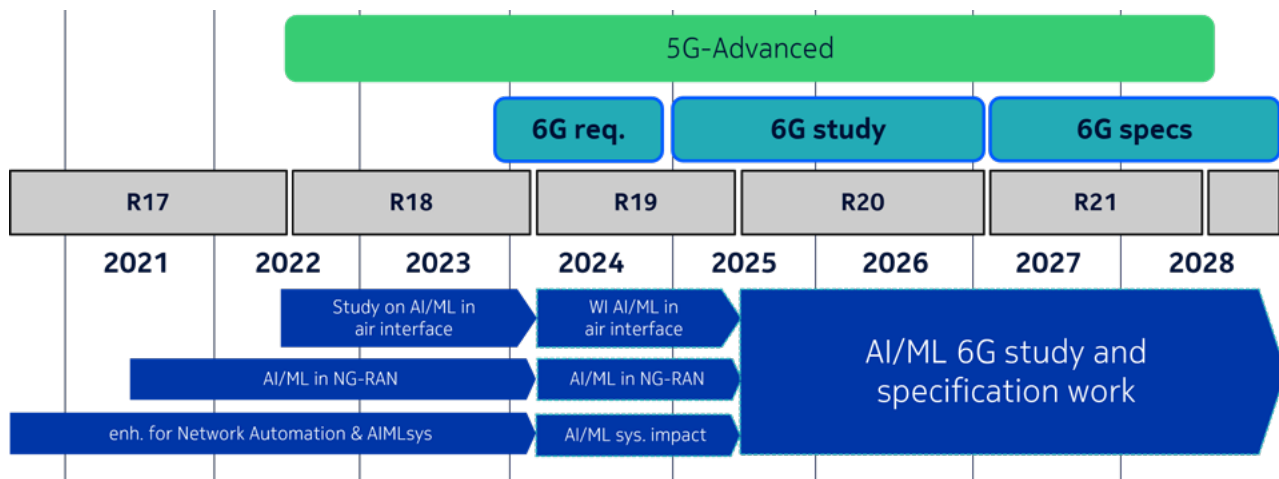 5G-Advanced
6G req.
6G study
6G specs
R17
R18
R19
R20
R21
2021
2022
2023
2024
2025
2026
2027
2028
Study on AI/ML in
air interface
WI AI/ML in
air interface
AI/ML in NG-RAN
AI/ML in NG-RAN
enh. for Network Automation & AIMLsys
AI/ML sys. impact
AI/ML 6G study and
specification work